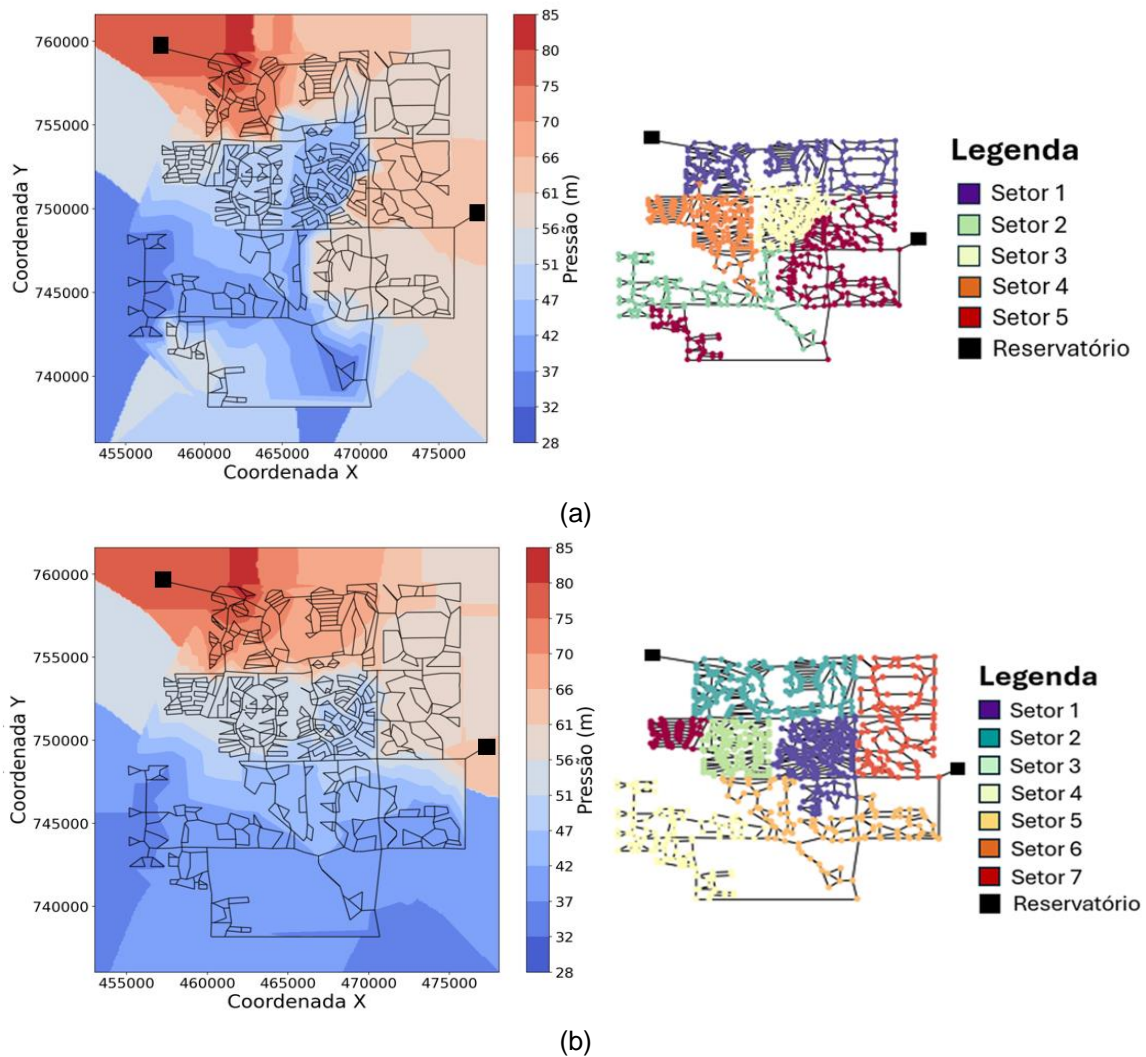 760000
755000
750000
745000
740000
Coordenada Y
455000 460000 465000 470000 475000
Coordenada X
85
80
75
70
66
61
56
51
47
42
37
32
28
Pressão (m)
Legenda
Setor 1
Setor 2
Setor 3
Setor 4
Setor 5
Reservatório
(a)
760000
755000
750000
745000
740000
Coordenada Y
455000 460000 465000 470000 475000
Coordenada X
85
80
75
70
66
61
56
51
47
42
37
32
28
Pressão (m)
Legenda
Setor 1
Setor 2
Setor 3
Setor 4
Setor 5
Setor 6
Setor 7
Reservatório
(b)